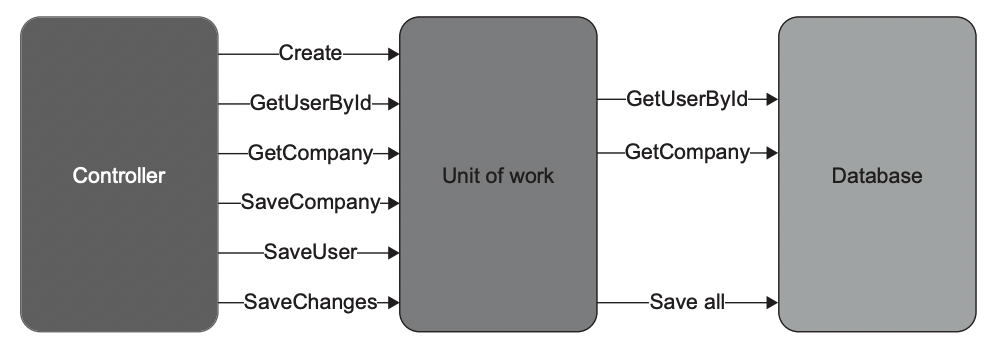 Create
GetUserById
GetUserById
GetCompany
GetCompany
Controller
Unit of work
Database
SaveCompany
SaveUser
SaveChanges
Save all